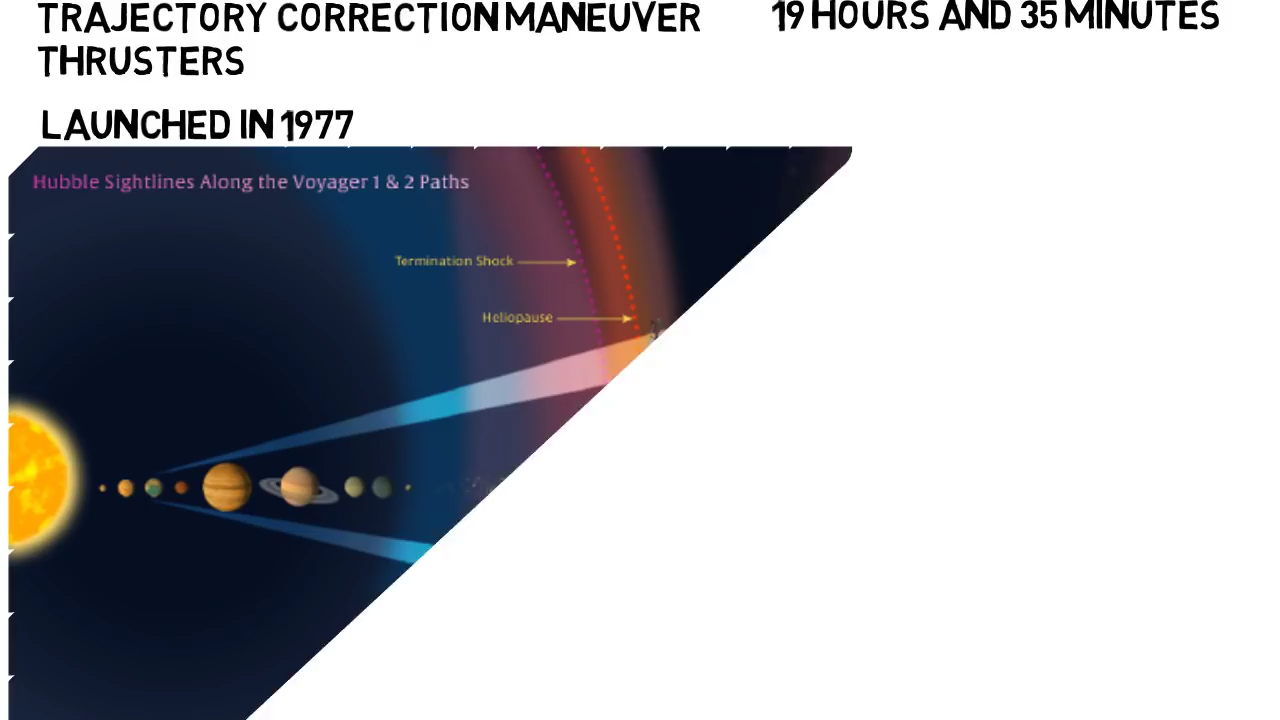 TRAJECTORY CORRECTION MANEUVER
THRUSTERS
19 HOURS AND 35 MINUTES
LAUNCHED IN 1977
Hubble Sightlines Along the Voyager 1 & 2 Paths
Termination Shock
Heliopause